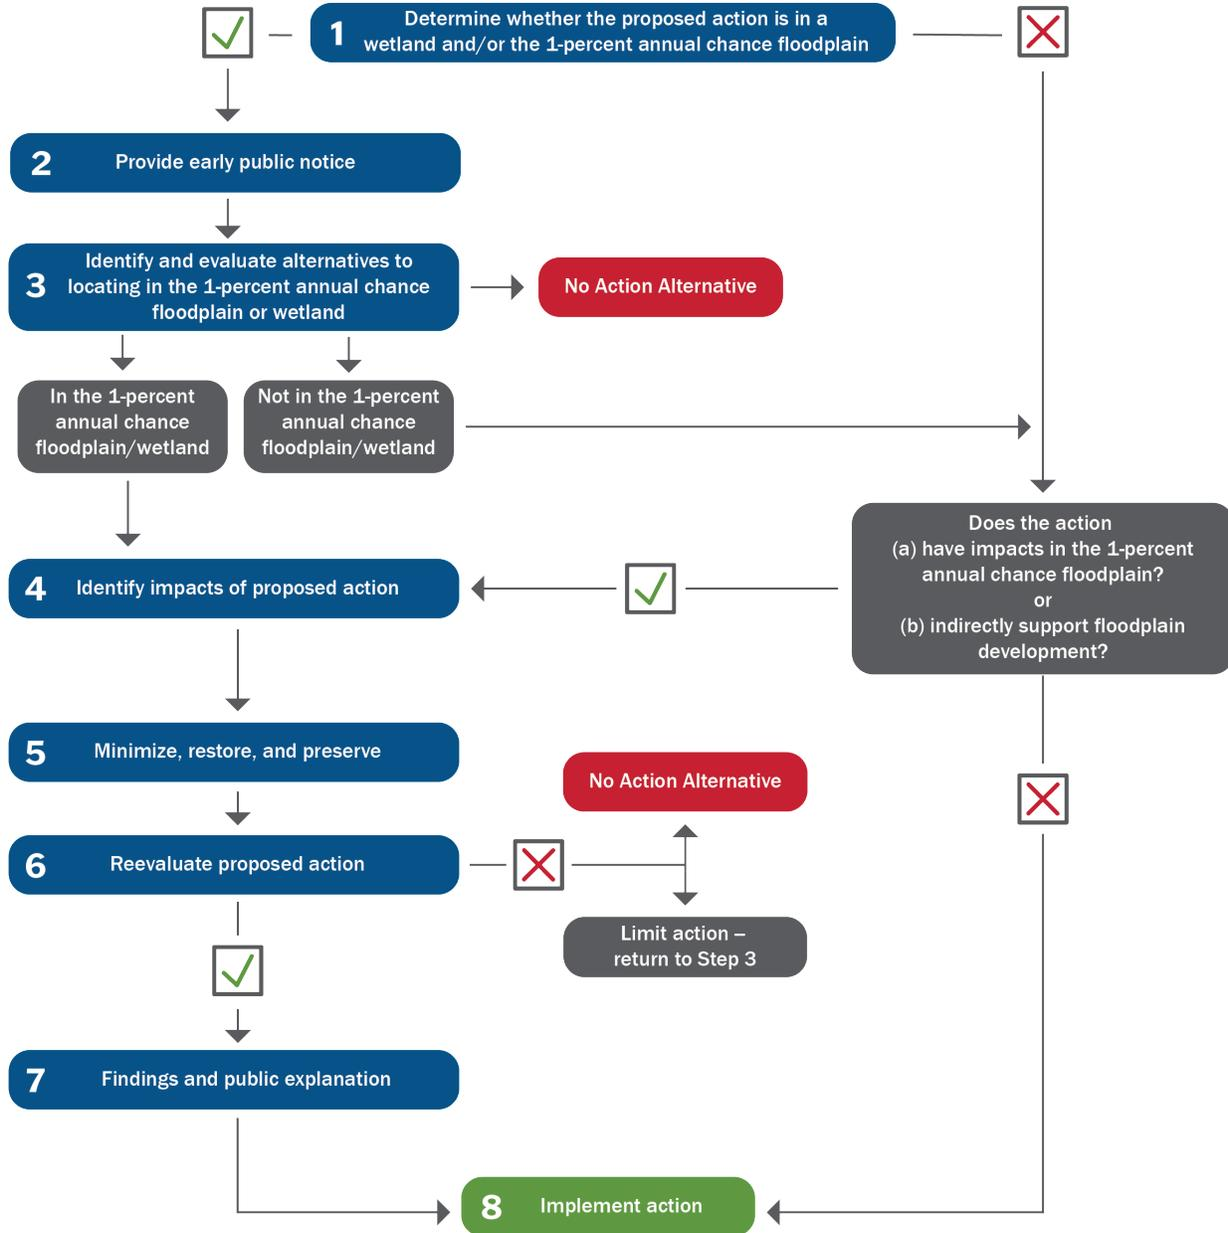 1
Determine whether the proposed action is in a
wetland and/or the 1-percent annual chance floodplain
2
Provide early public notice
3
Identify and evaluate alternatives to
locating in the 1-percent annual chance
floodplain or wetland
No Action Alternative
In the 1-percent
annual chance
floodplain/wetland
Not in the 1-percent
annual chance
floodplain/wetland
Does the action
(a) have impacts in the 1-percent
annual chance floodplain?
or
(b) indirectly support floodplain
development?
4
Identify impacts of proposed action
5
Minimize, restore, and preserve
No Action Alternative
6
Reevaluate proposed action
Limit action –
return to Step 3
7
Findings and public explanation
8
Implement action